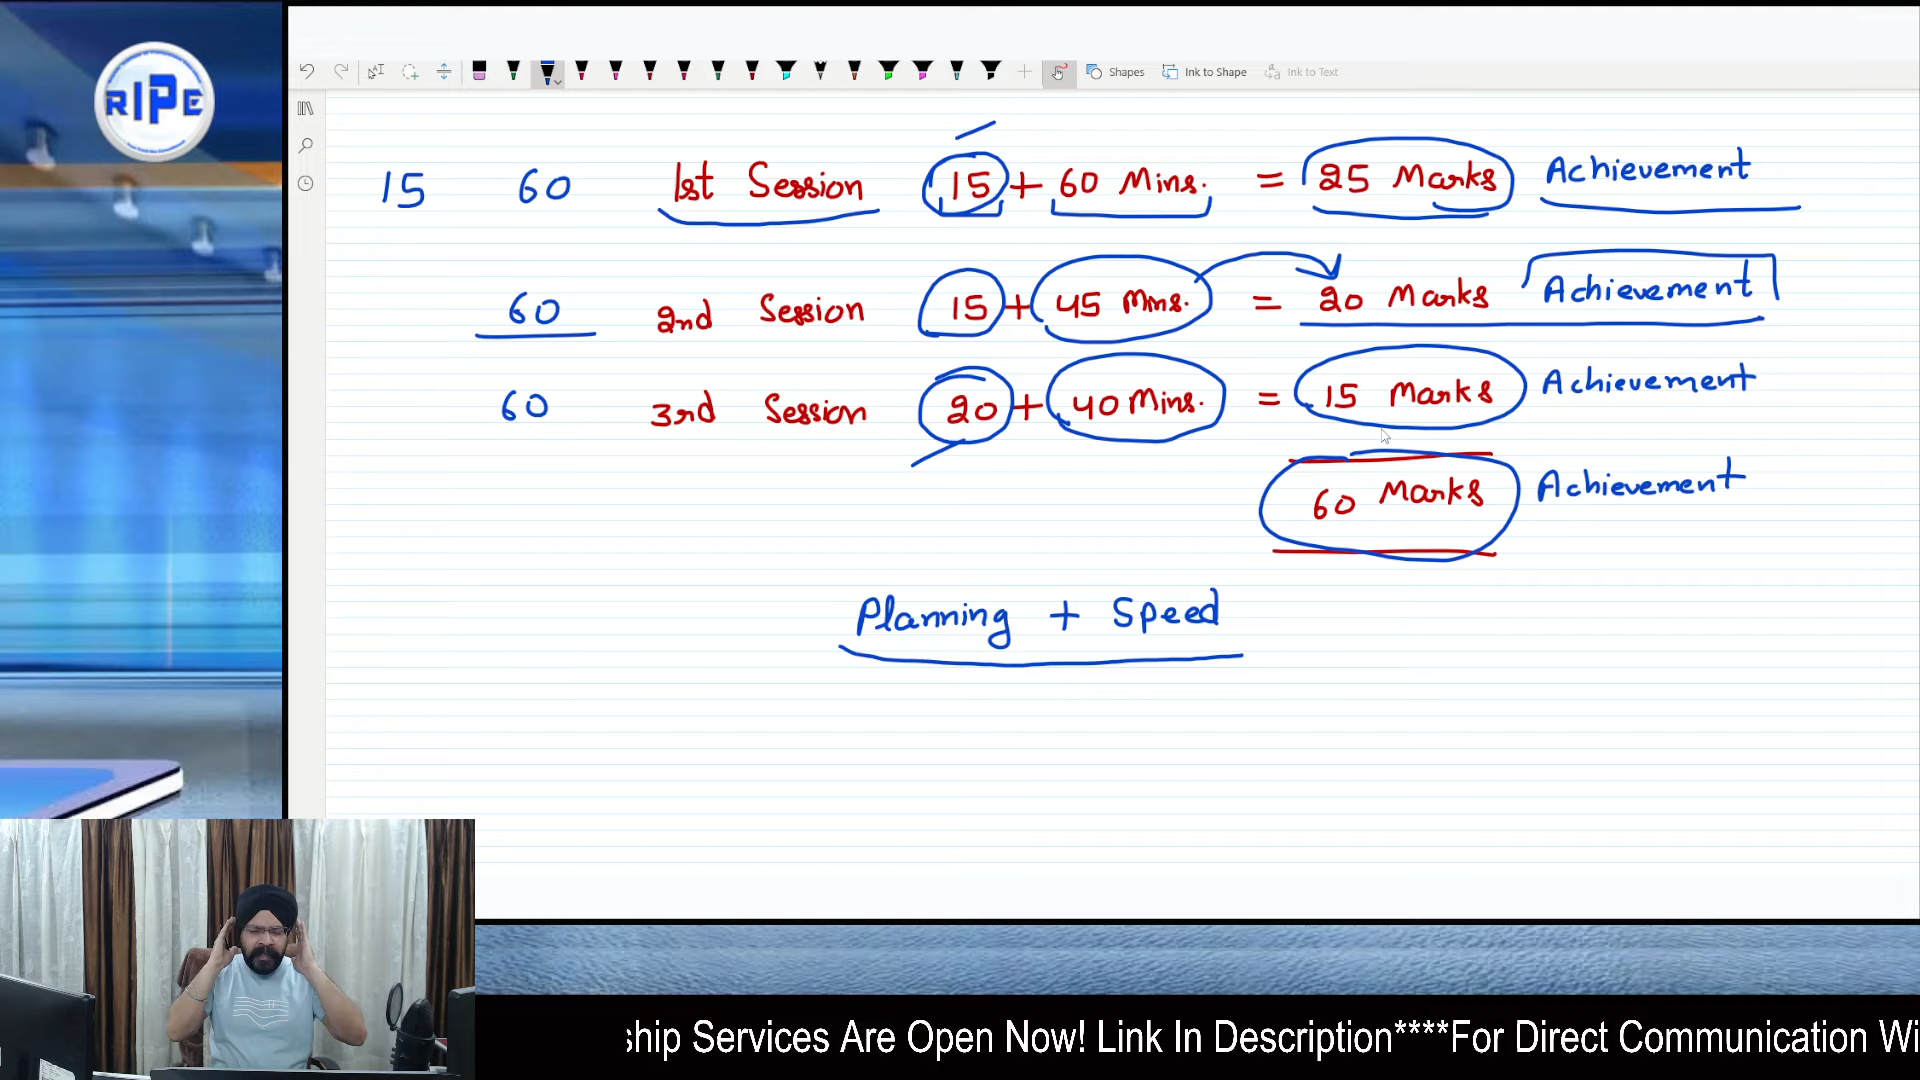 RIPE
Shapes Ink to Shape Ink to Text
15 60 1st Session 15 + 60 Mins. = 25 Marks Achievement
60 2nd Session 15 + 45 Mins. = 20 Marks Achievement
60 3rd Session 20 + 40 Mins. = 15 Marks Achievement
60 Marks Achievement
Planning + Speed
ship Services Are Open Now! Link In Description****For Direct Communication Wi